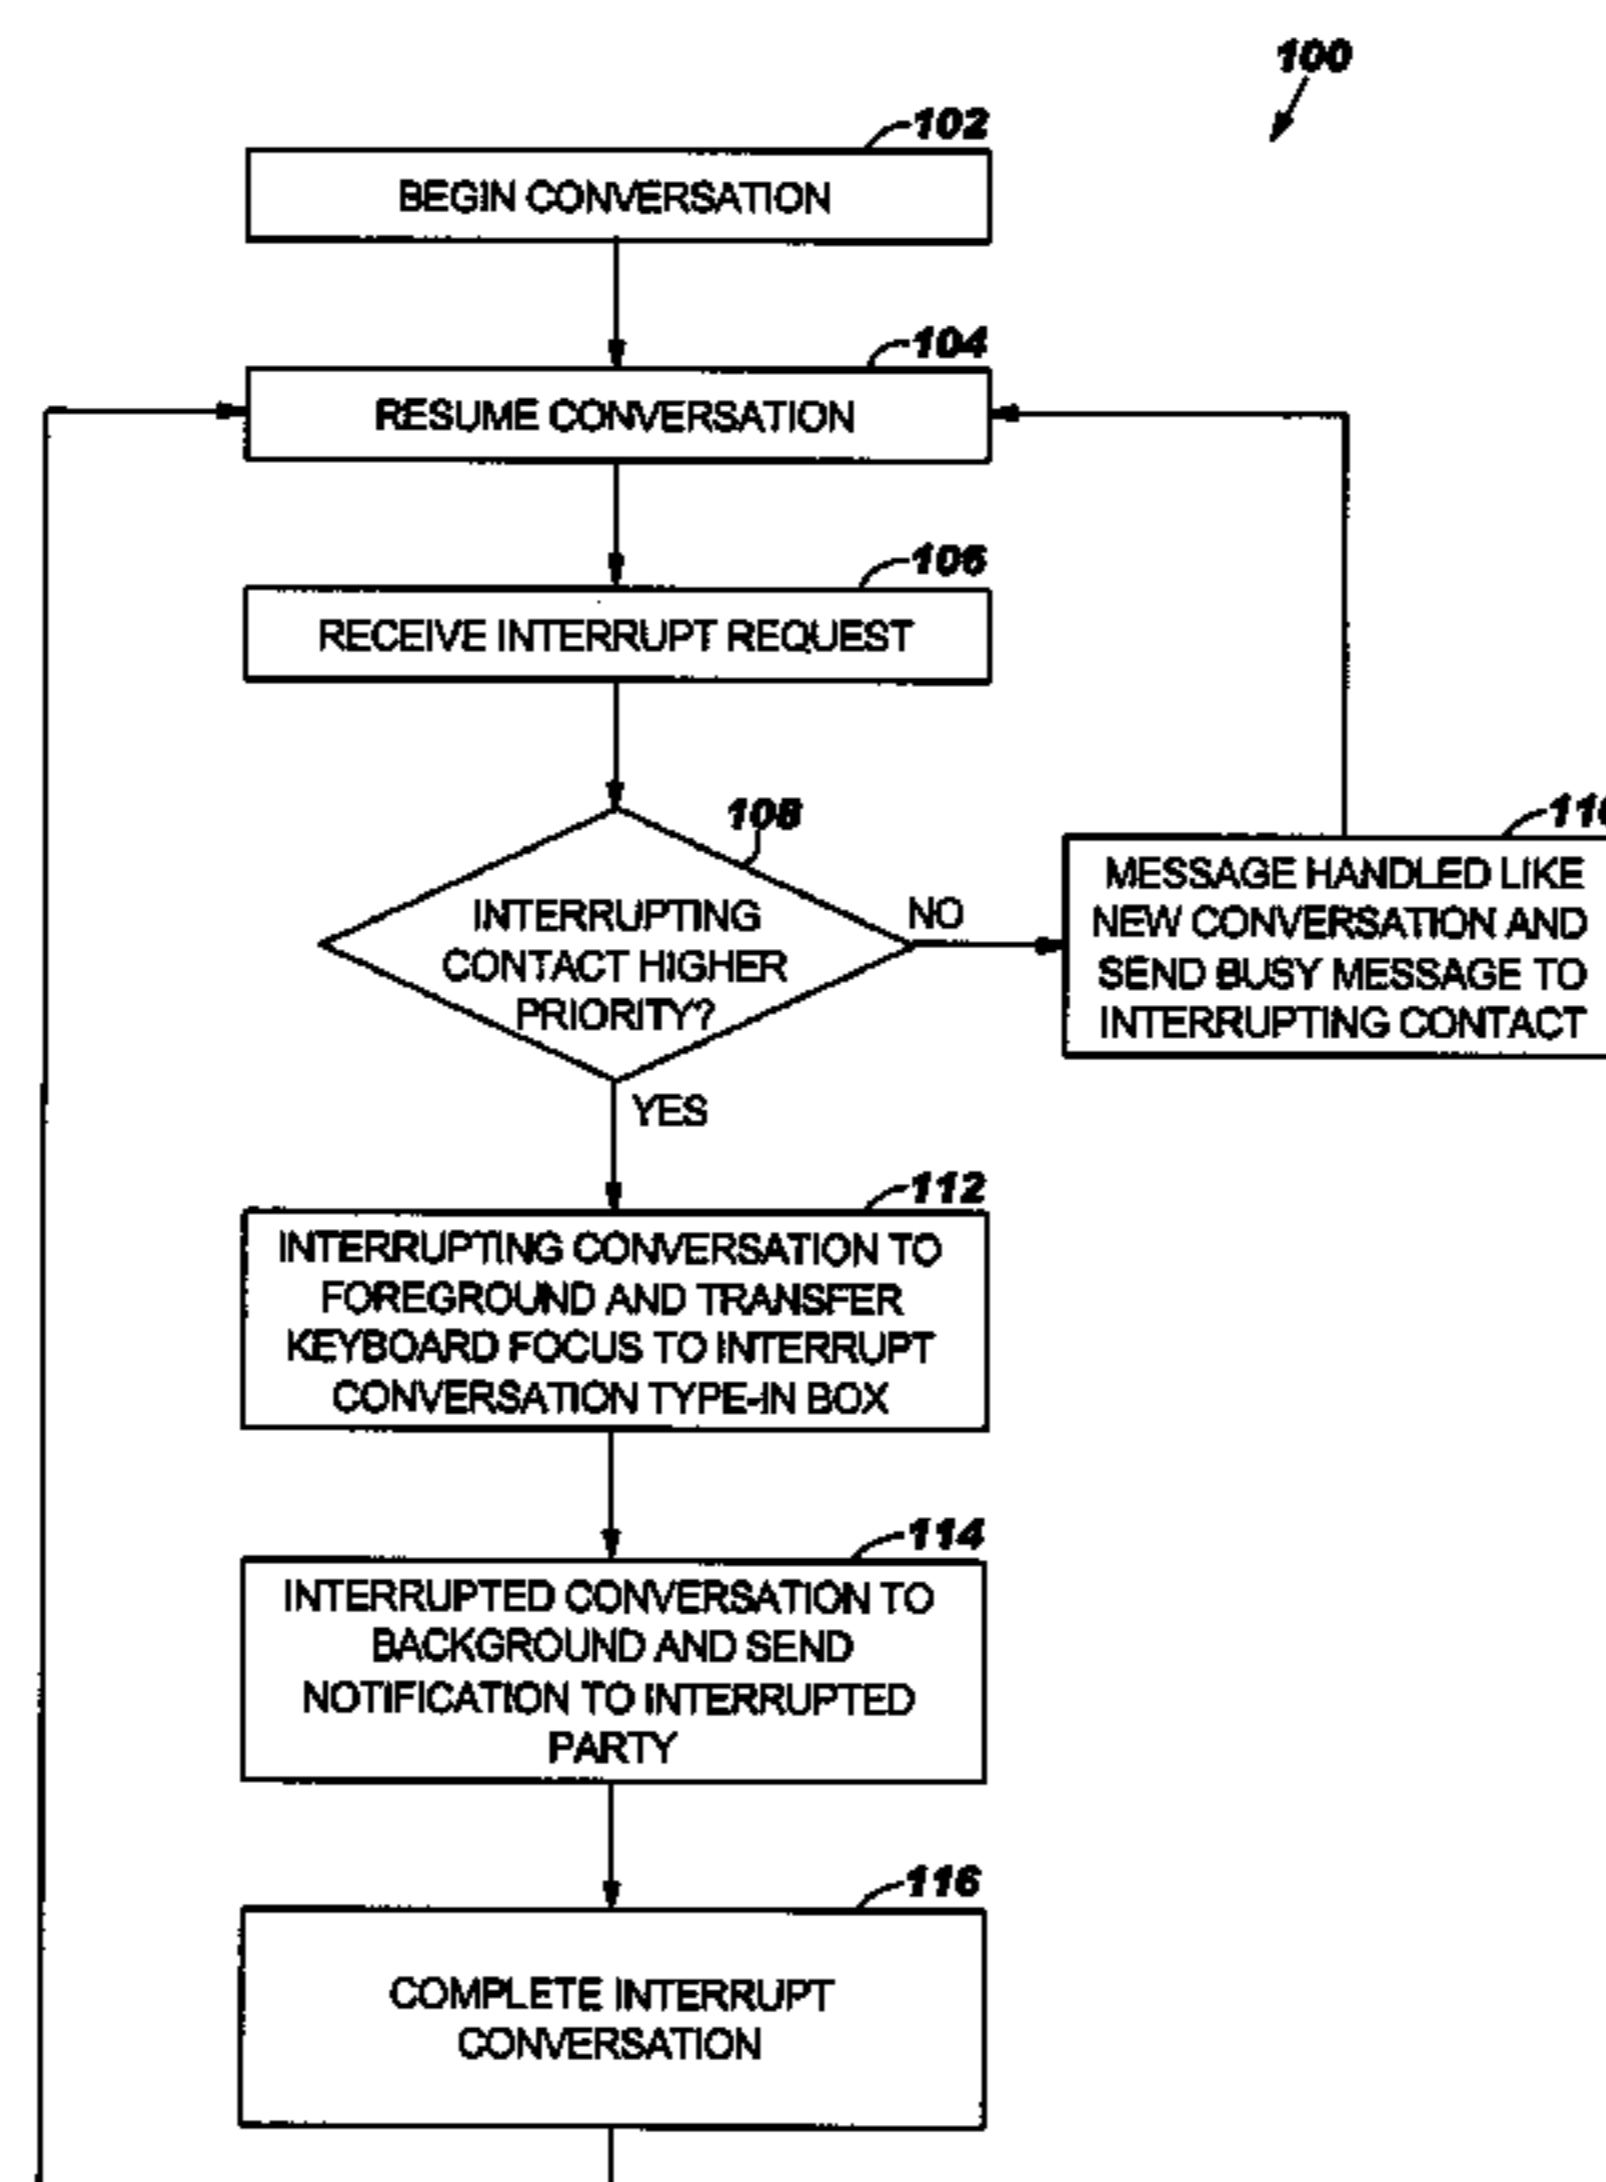 100
102
BEGIN CONVERSATION
104
RESUME CONVERSATION
106
RECEIVE INTERRUPT REQUEST
108
INTERRUPTING
CONTACT HIGHER
PRIORITY?
NO
110
MESSAGE HANDLED LIKE
NEW CONVERSATION AND
SEND BUSY MESSAGE TO
INTERRUPTING CONTACT
YES
112
INTERRUPTING CONVERSATION TO
FOREGROUND AND TRANSFER
KEYBOARD FOCUS TO INTERRUPT
CONVERSATION TYPE-IN BOX
114
INTERRUPTED CONVERSATION TO
BACKGROUND AND SEND
NOTIFICATION TO INTERRUPTED
PARTY
116
COMPLETE INTERRUPT
CONVERSATION